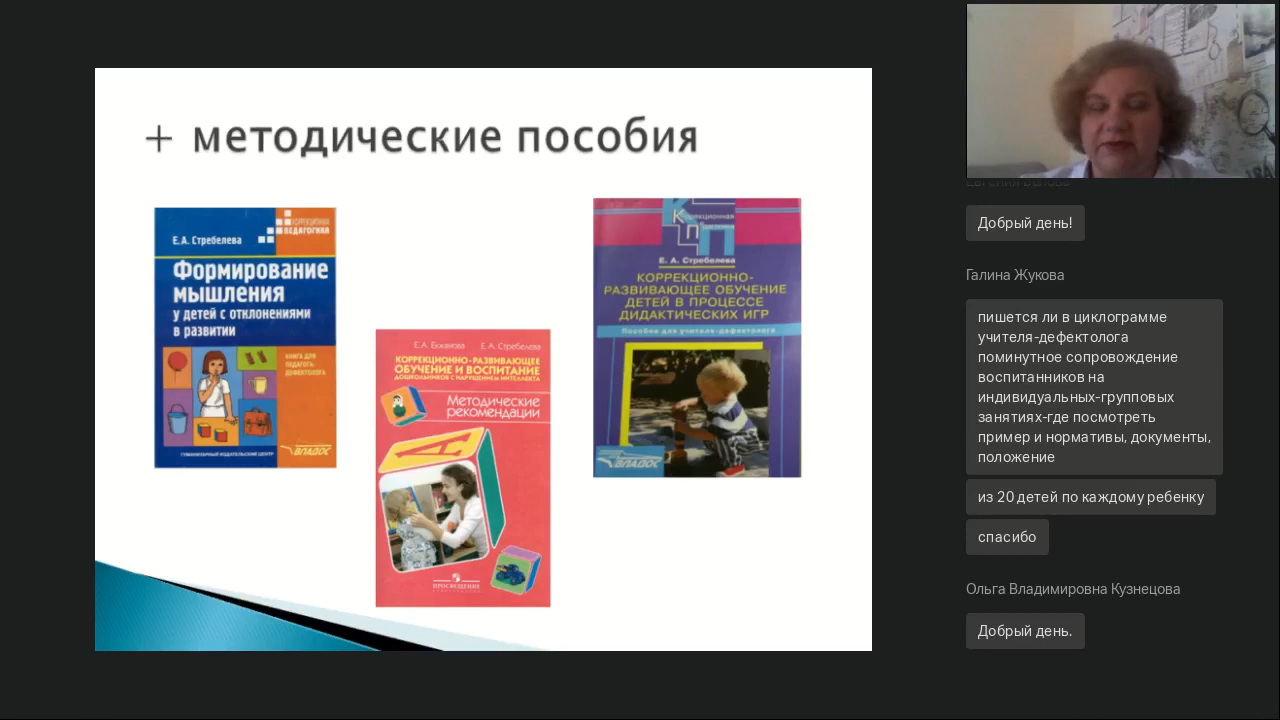 + методические пособия
КОРРЕКЦИОННАЯ
ПЕДАГОГИКА
Е.А. Стребелева
Формирование
мышления
у детей с отклонениями
в развитии
КНИГА ДЛЯ
ПЕДАГОГА-
ДЕФЕКТОЛОГА
ГУМАНИТАРНЫЙ ИЗДАТЕЛЬСКИЙ ЦЕНТР
ВЛАДОС
Е.А. Екжанова Е.А. Стребелева
КОРРЕКЦИОННО-РАЗВИВАЮЩЕЕ
ОБУЧЕНИЕ И ВОСПИТАНИЕ
ДОШКОЛЬНИКОВ С НАРУШЕНИЕМ ИНТЕЛЛЕКТА
Методические
рекомендации
ПРОСВЕЩЕНИЕ
Коррекционная
Е. А. Стребелева
КОРРЕКЦИОННО-
РАЗВИВАЮЩЕЕ ОБУЧЕНИЕ
ДЕТЕЙ В ПРОЦЕССЕ
ДИДАКТИЧЕСКИХ ИГР
Пособие для учителя-дефектолога
ВЛАДОС
Добрый день!
Галина Жукова
пишется ли в циклограмме
учителя-дефектолога
поминутное сопровождение
воспитанников на
индивидуальных-групповых
занятиях-где посмотреть
пример и нормативы, документы,
положение
из 20 детей по каждому ребенку
спасибо
Ольга Владимировна Кузнецова
Добрый день.